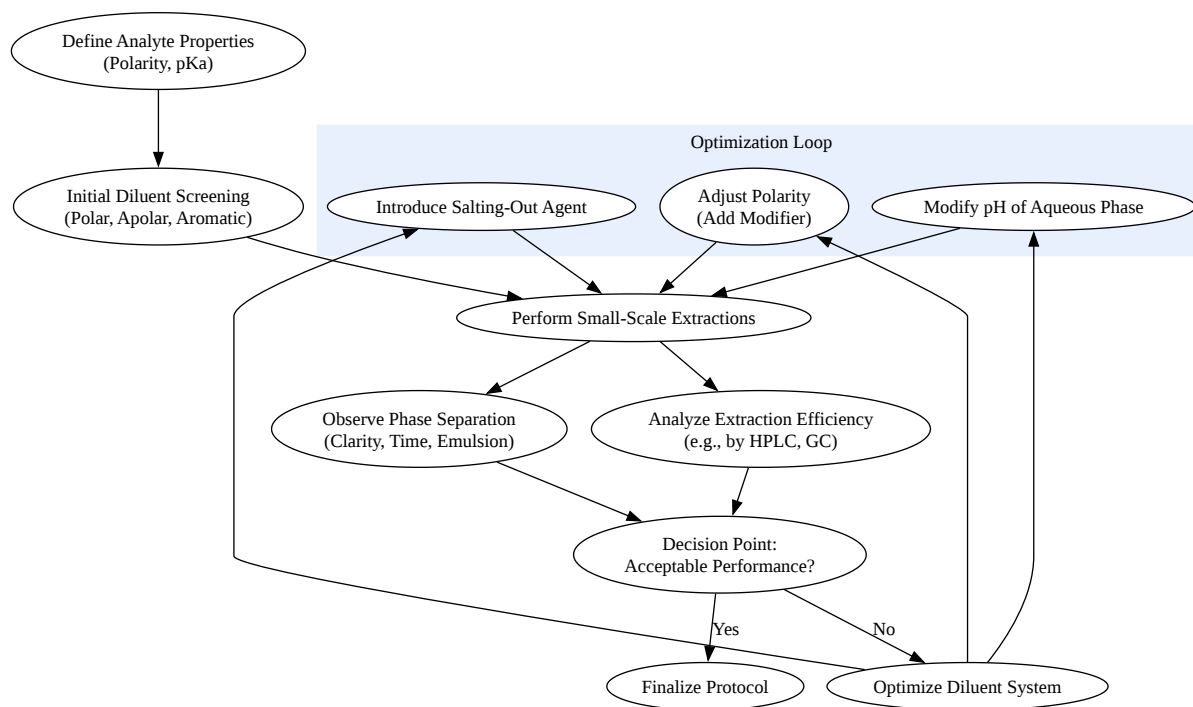 Define Analyte Properties
(Polarity, pKa)
Optimization Loop
Initial Diluent Screening
(Polar, Apolar, Aromatic)
Introduce Salting-Out Agent
Adjust Polarity
(Add Modifier)
Modify pH of Aqueous Phase
Perform Small-Scale Extractions
Observe Phase Separation
(Clarity, Time, Emulsion)
Analyze Extraction Efficiency
(e.g., by HPLC, GC)
Decision Point:
Acceptable Performance?
Yes
No
Finalize Protocol
Optimize Diluent System